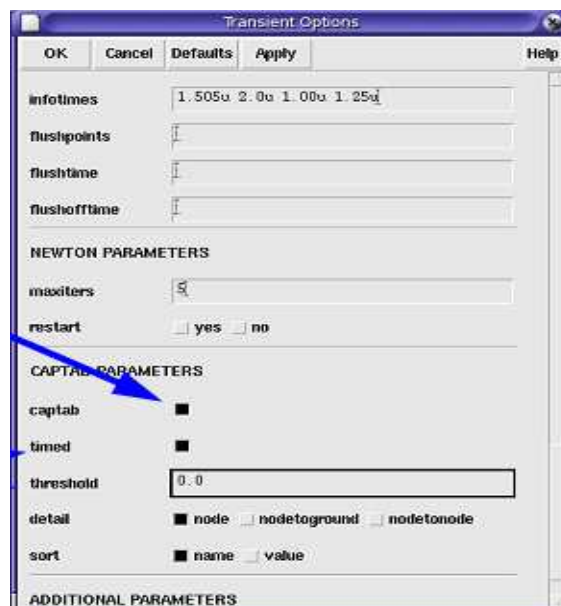 Transient Options
OK Cancel Defaults Apply Help
infotimes 1.505u 2.0u 1.00u 1.25u
flushpoints
flushtime
flushofftime
NEWTON PARAMETERS
maxiters 5
restart yes no
CAPTAB PARAMETERS
captab
timed
threshold 0.0
detail node nodetoground nodetonode
sort name value
ADDITIONAL PARAMETERS